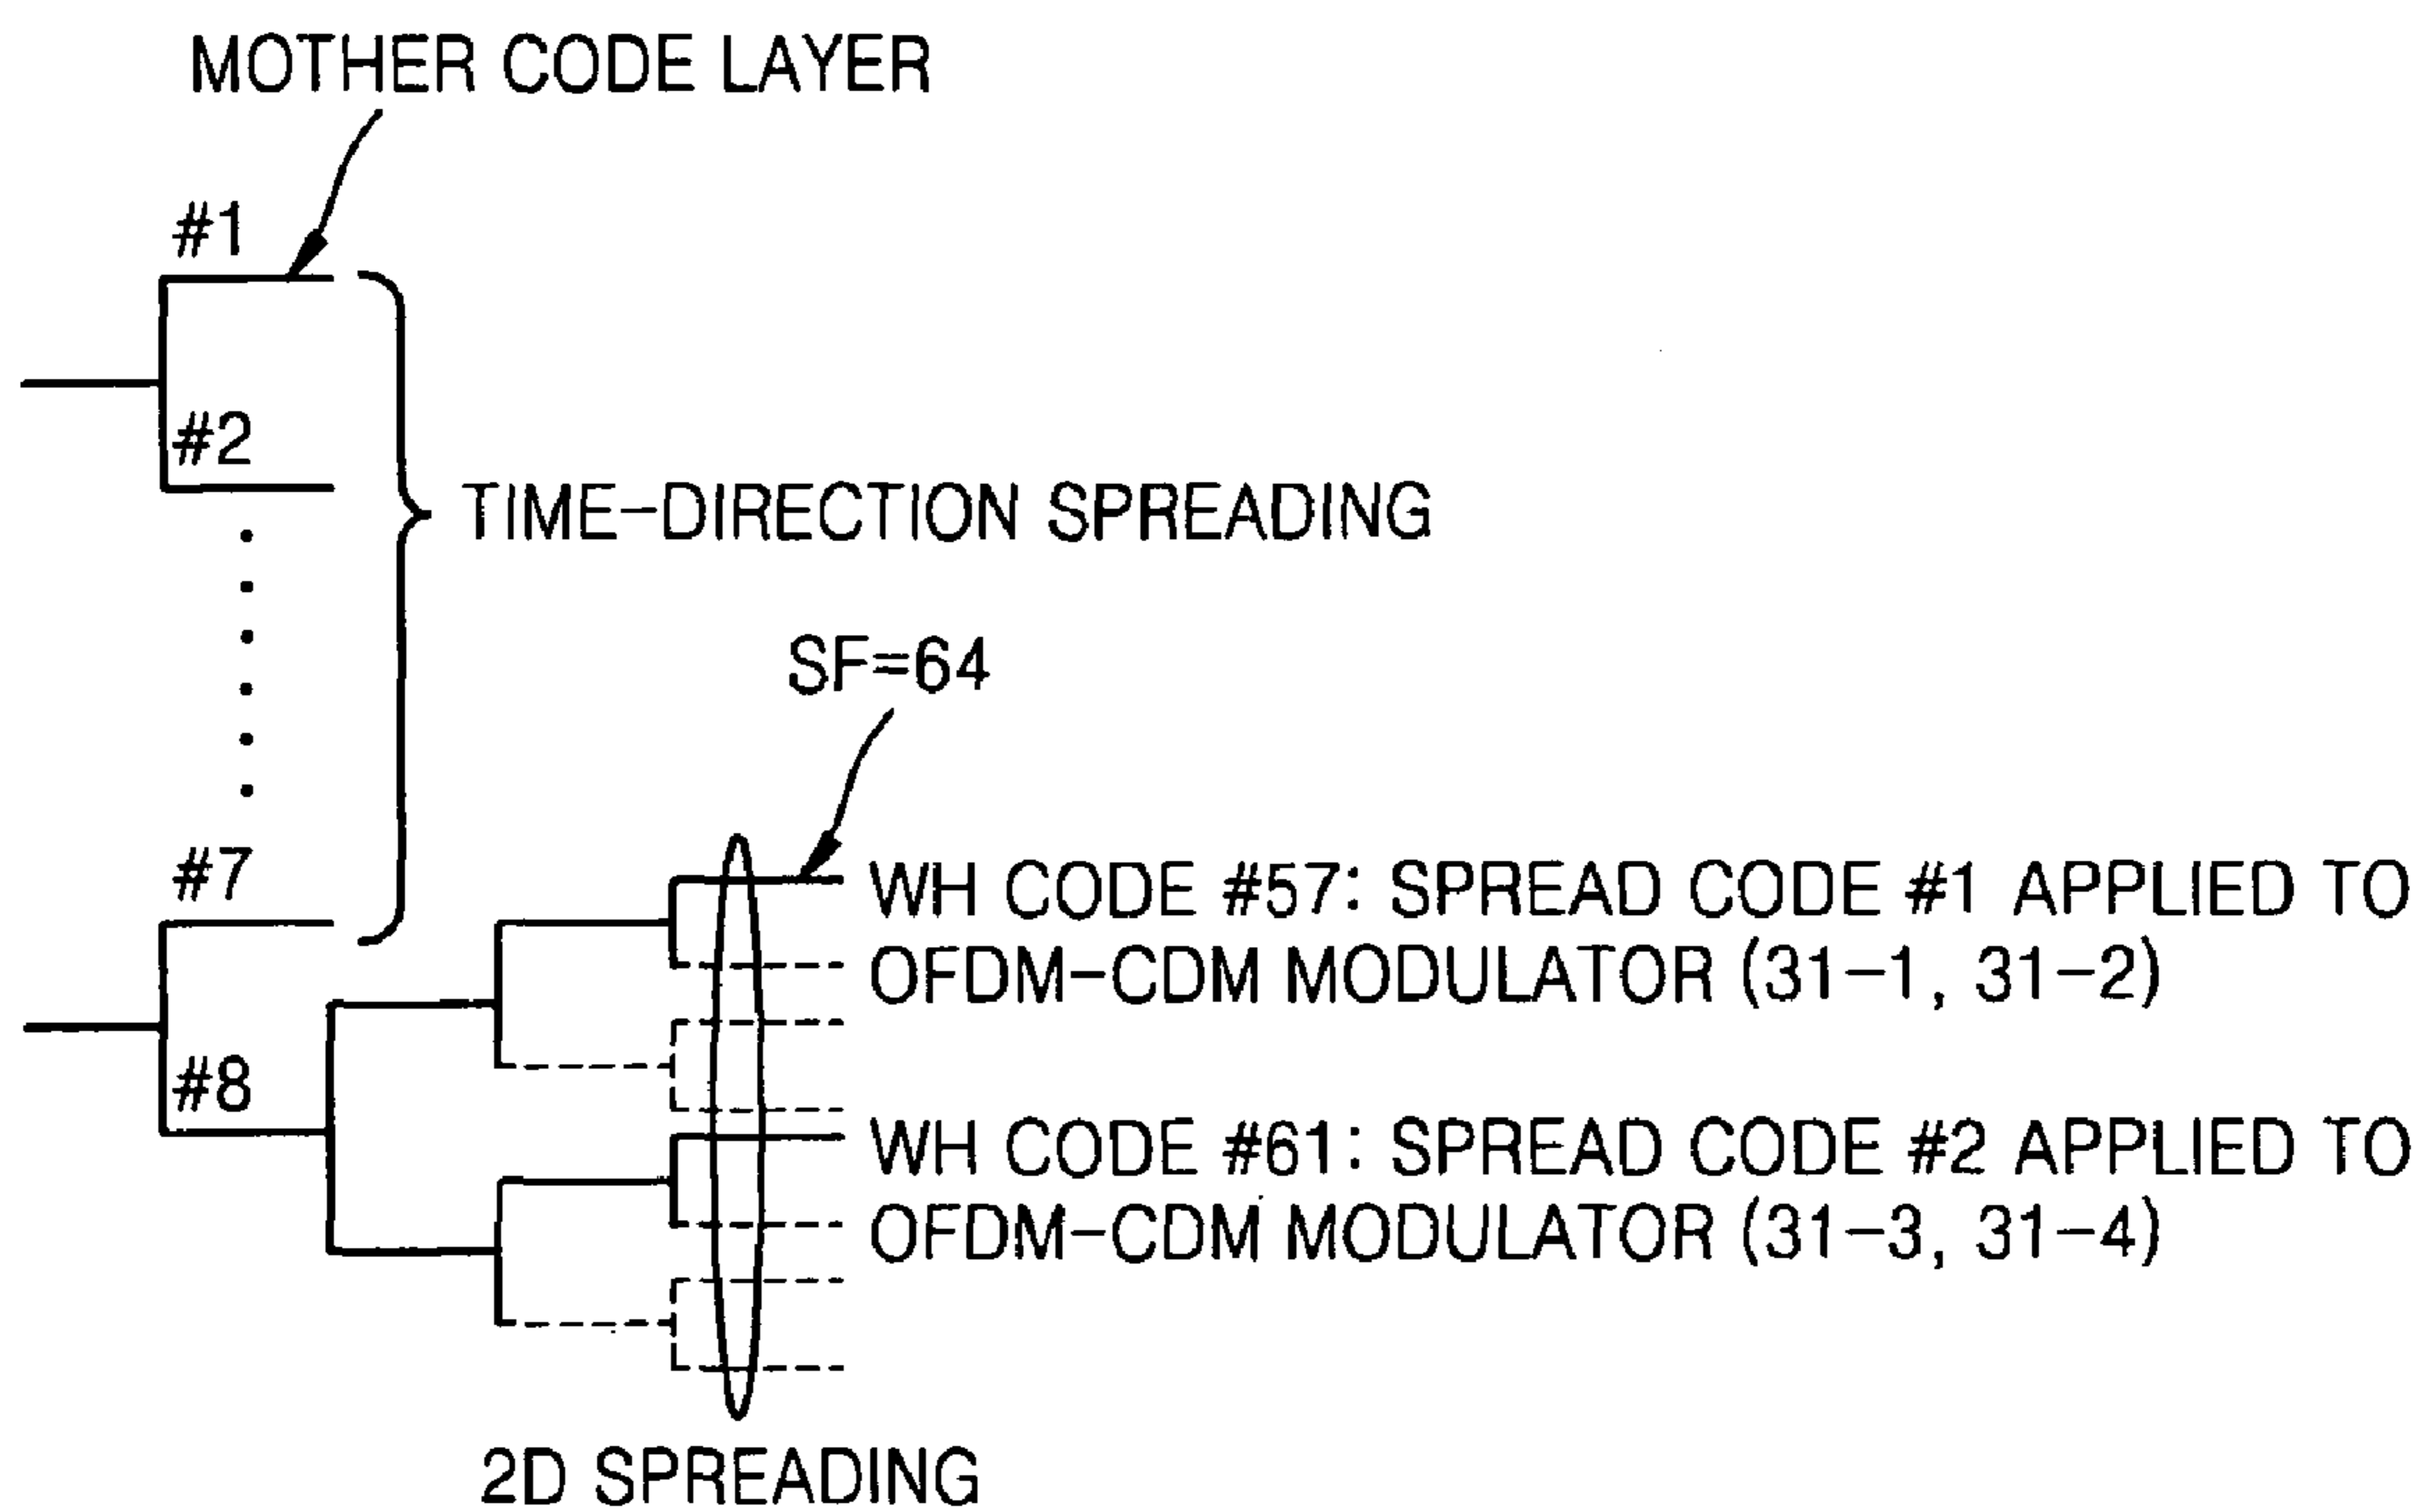 MOTHER CODE LAYER
#1
#2
TIME-DIRECTION SPREADING
SF=64
#7
WH CODE #57: SPREAD CODE #1 APPLIED TO
OFDM-CDM MODULATOR (31-1, 31-2)
#8
WH CODE #61: SPREAD CODE #2 APPLIED TO
OFDM-CDM MODULATOR (31-3, 31-4)
2D SPREADING